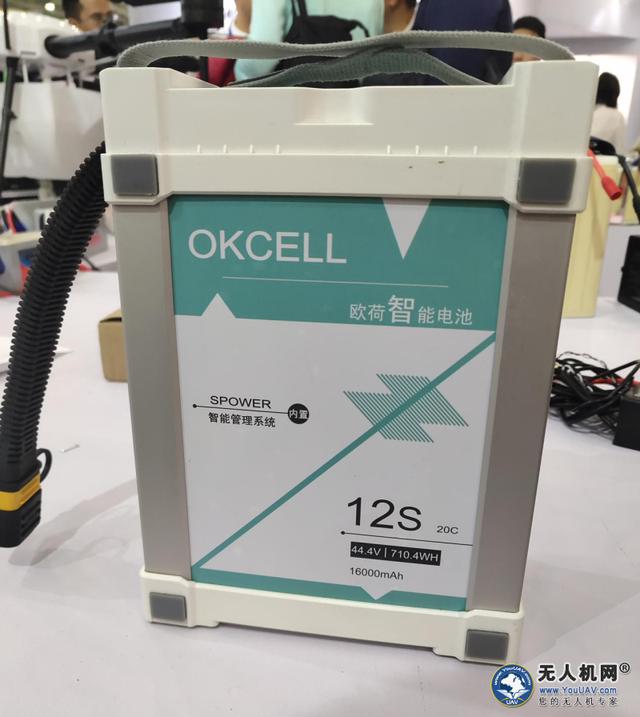 OKCELL
欧荷智能电池
SPOWER
智能管理系统
内置
12S 20C
44.4V | 710.4WH
16000mAh
无人机网®
www.YouUAV.com
您的无人机专家
UAV